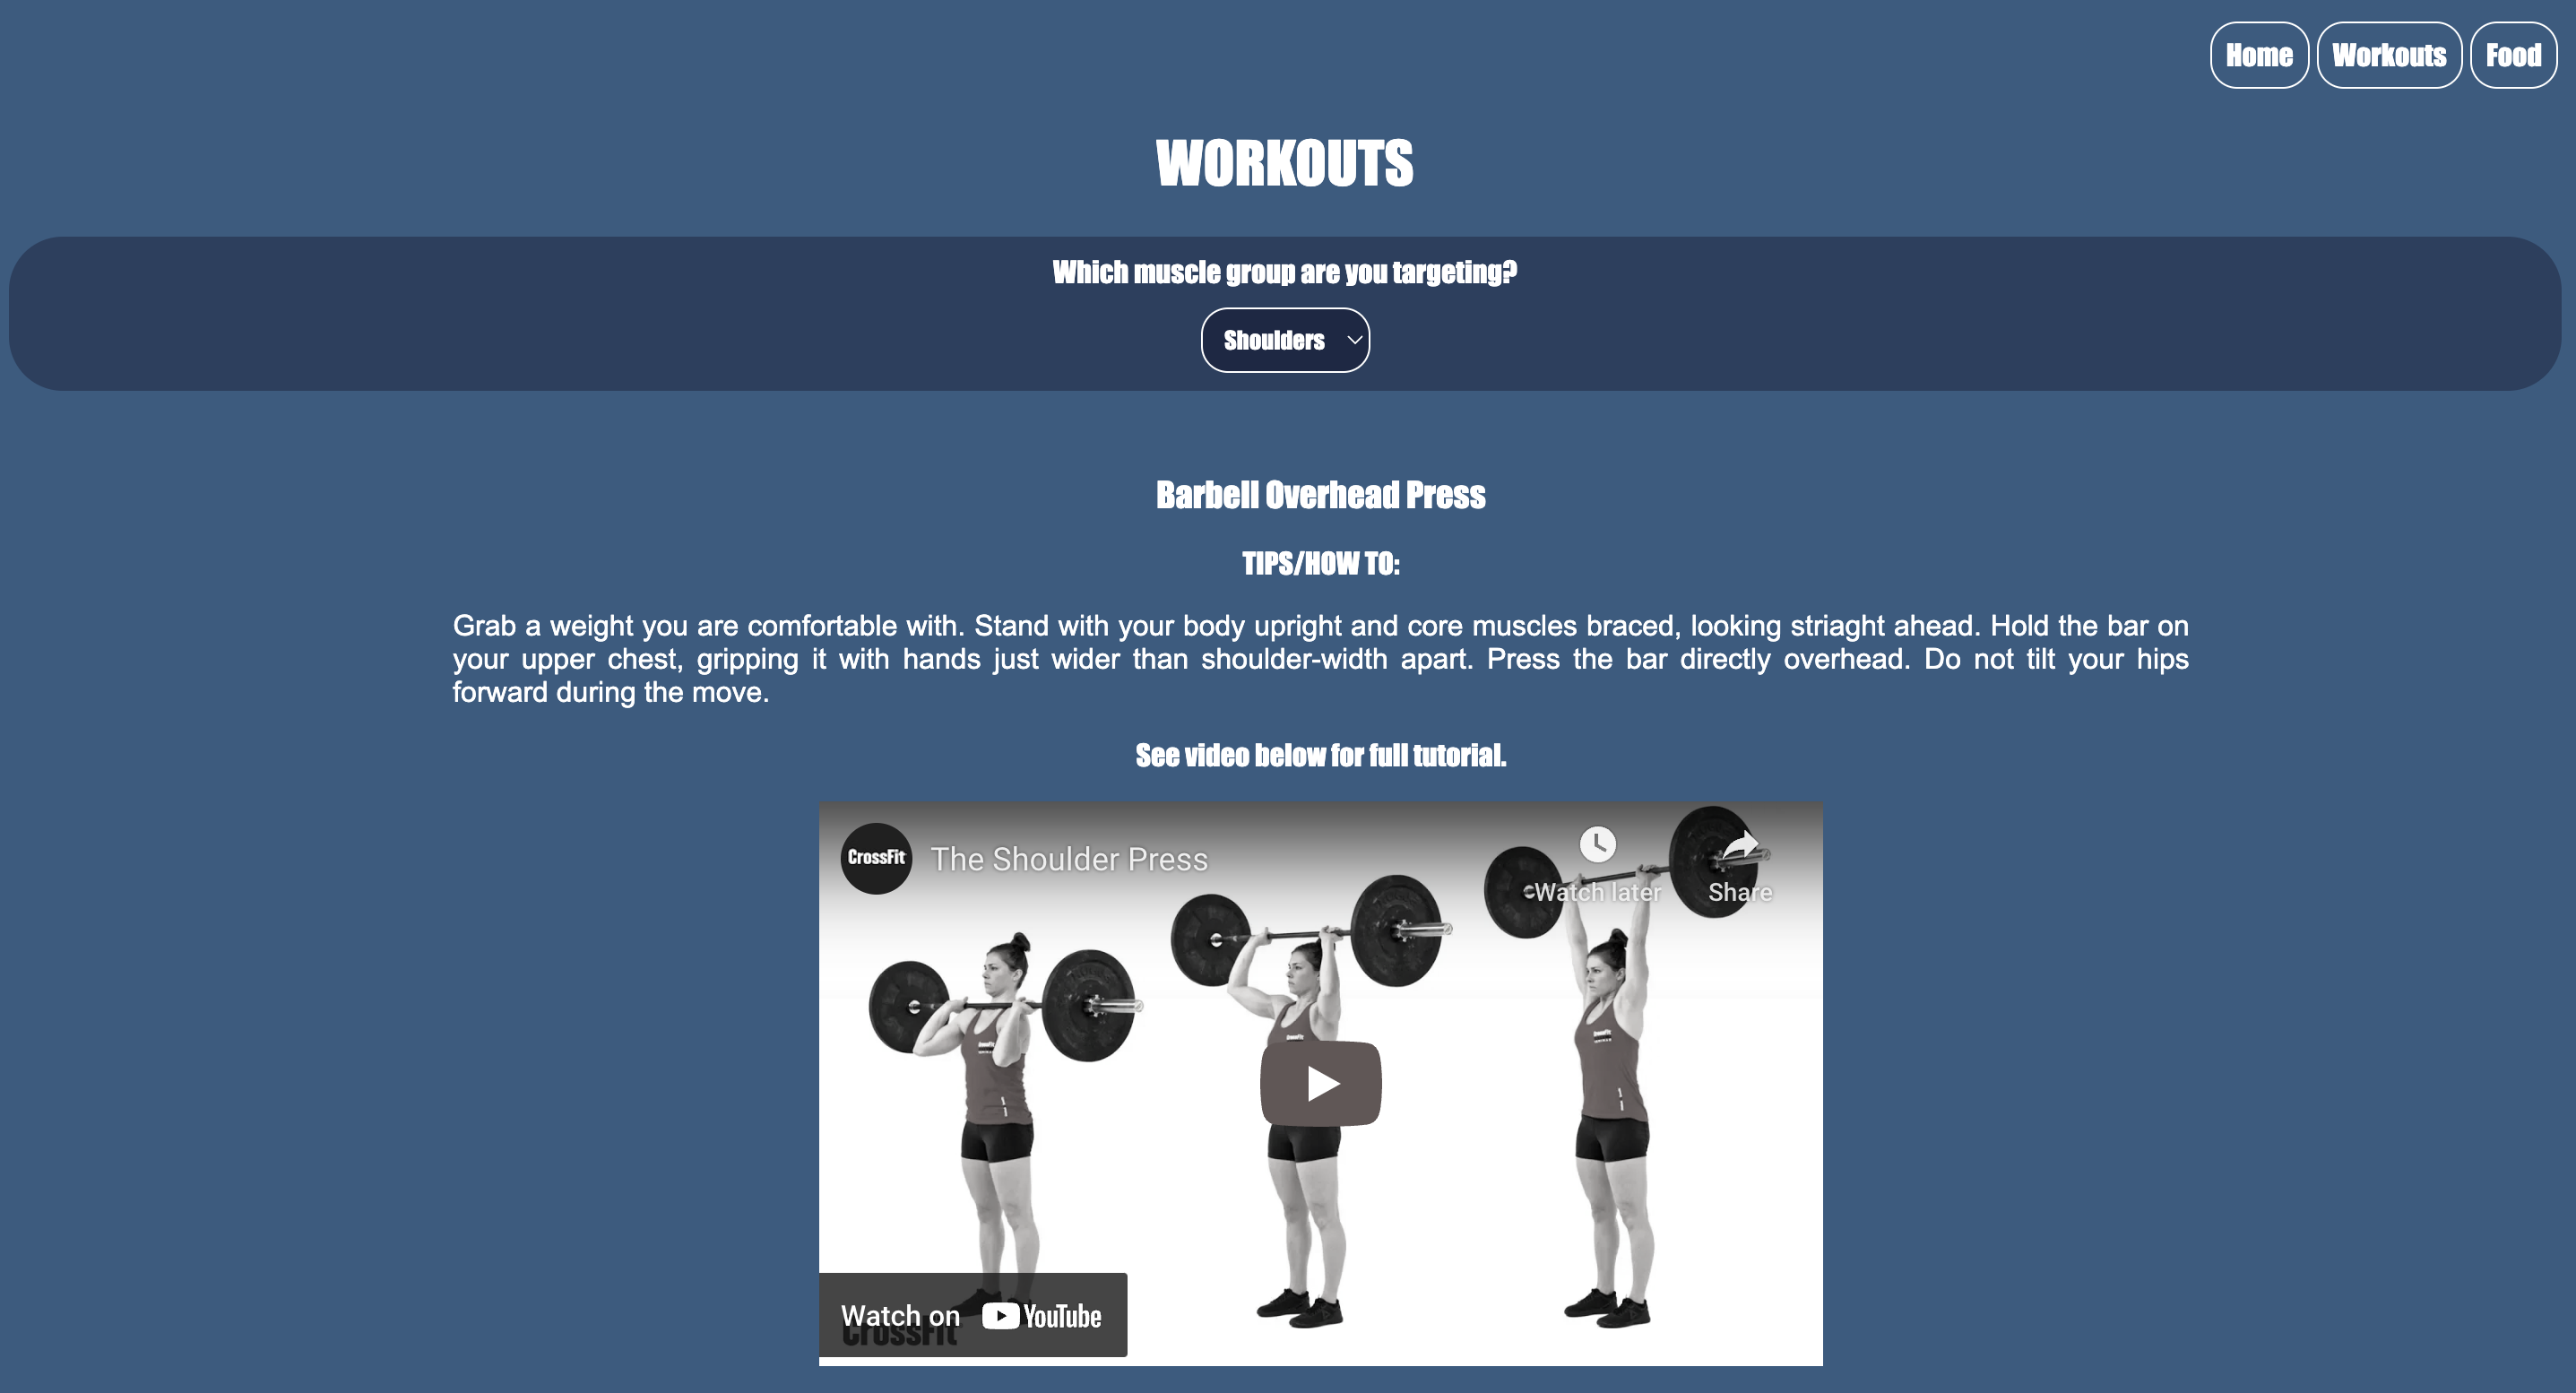 Home Workouts Food
WORKOUTS
Which muscle group are you targeting?
Shoulders
Barbell Overhead Press
TIPS/HOW TO:
Grab a weight you are comfortable with. Stand with your body upright and core muscles braced, looking striaght ahead. Hold the bar on
your upper chest, gripping it with hands just wider than shoulder-width apart. Press the bar directly overhead. Do not tilt your hips
forward during the move.
See video below for full tutorial.
CrossFit The Shoulder Press
Watch later Share
Watch on YouTube
CrossFit